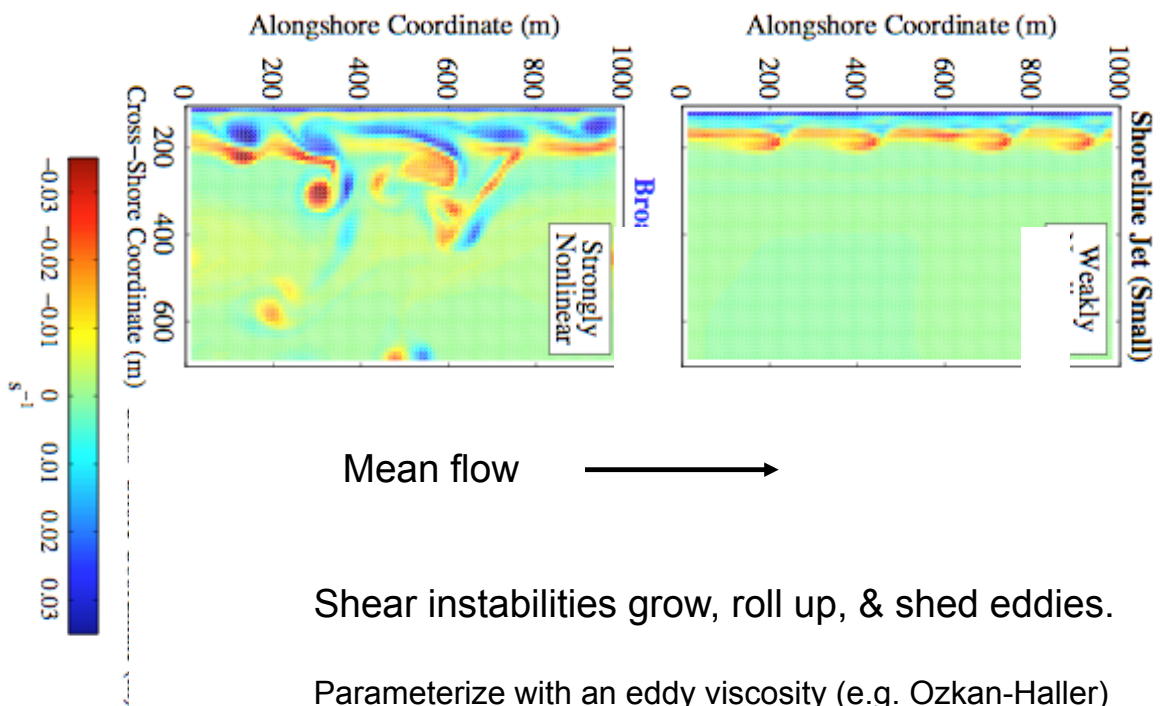 Alongshore Coordinate (m)
0 200 400 600 800 1000
Cross-Shore Coordinate (m)
200 400 600
Strongly
Nonlinear
Alongshore Coordinate (m)
0 200 400 600 800 1000
Shoreline Jet (Small)
Weakly
−0.03 −0.02 −0.01 0 0.01 0.02 0.03
s⁻¹
Mean flow
Shear instabilities grow, roll up, & shed eddies.
Parameterize with an eddy viscosity (e.g. Ozkan-Haller)